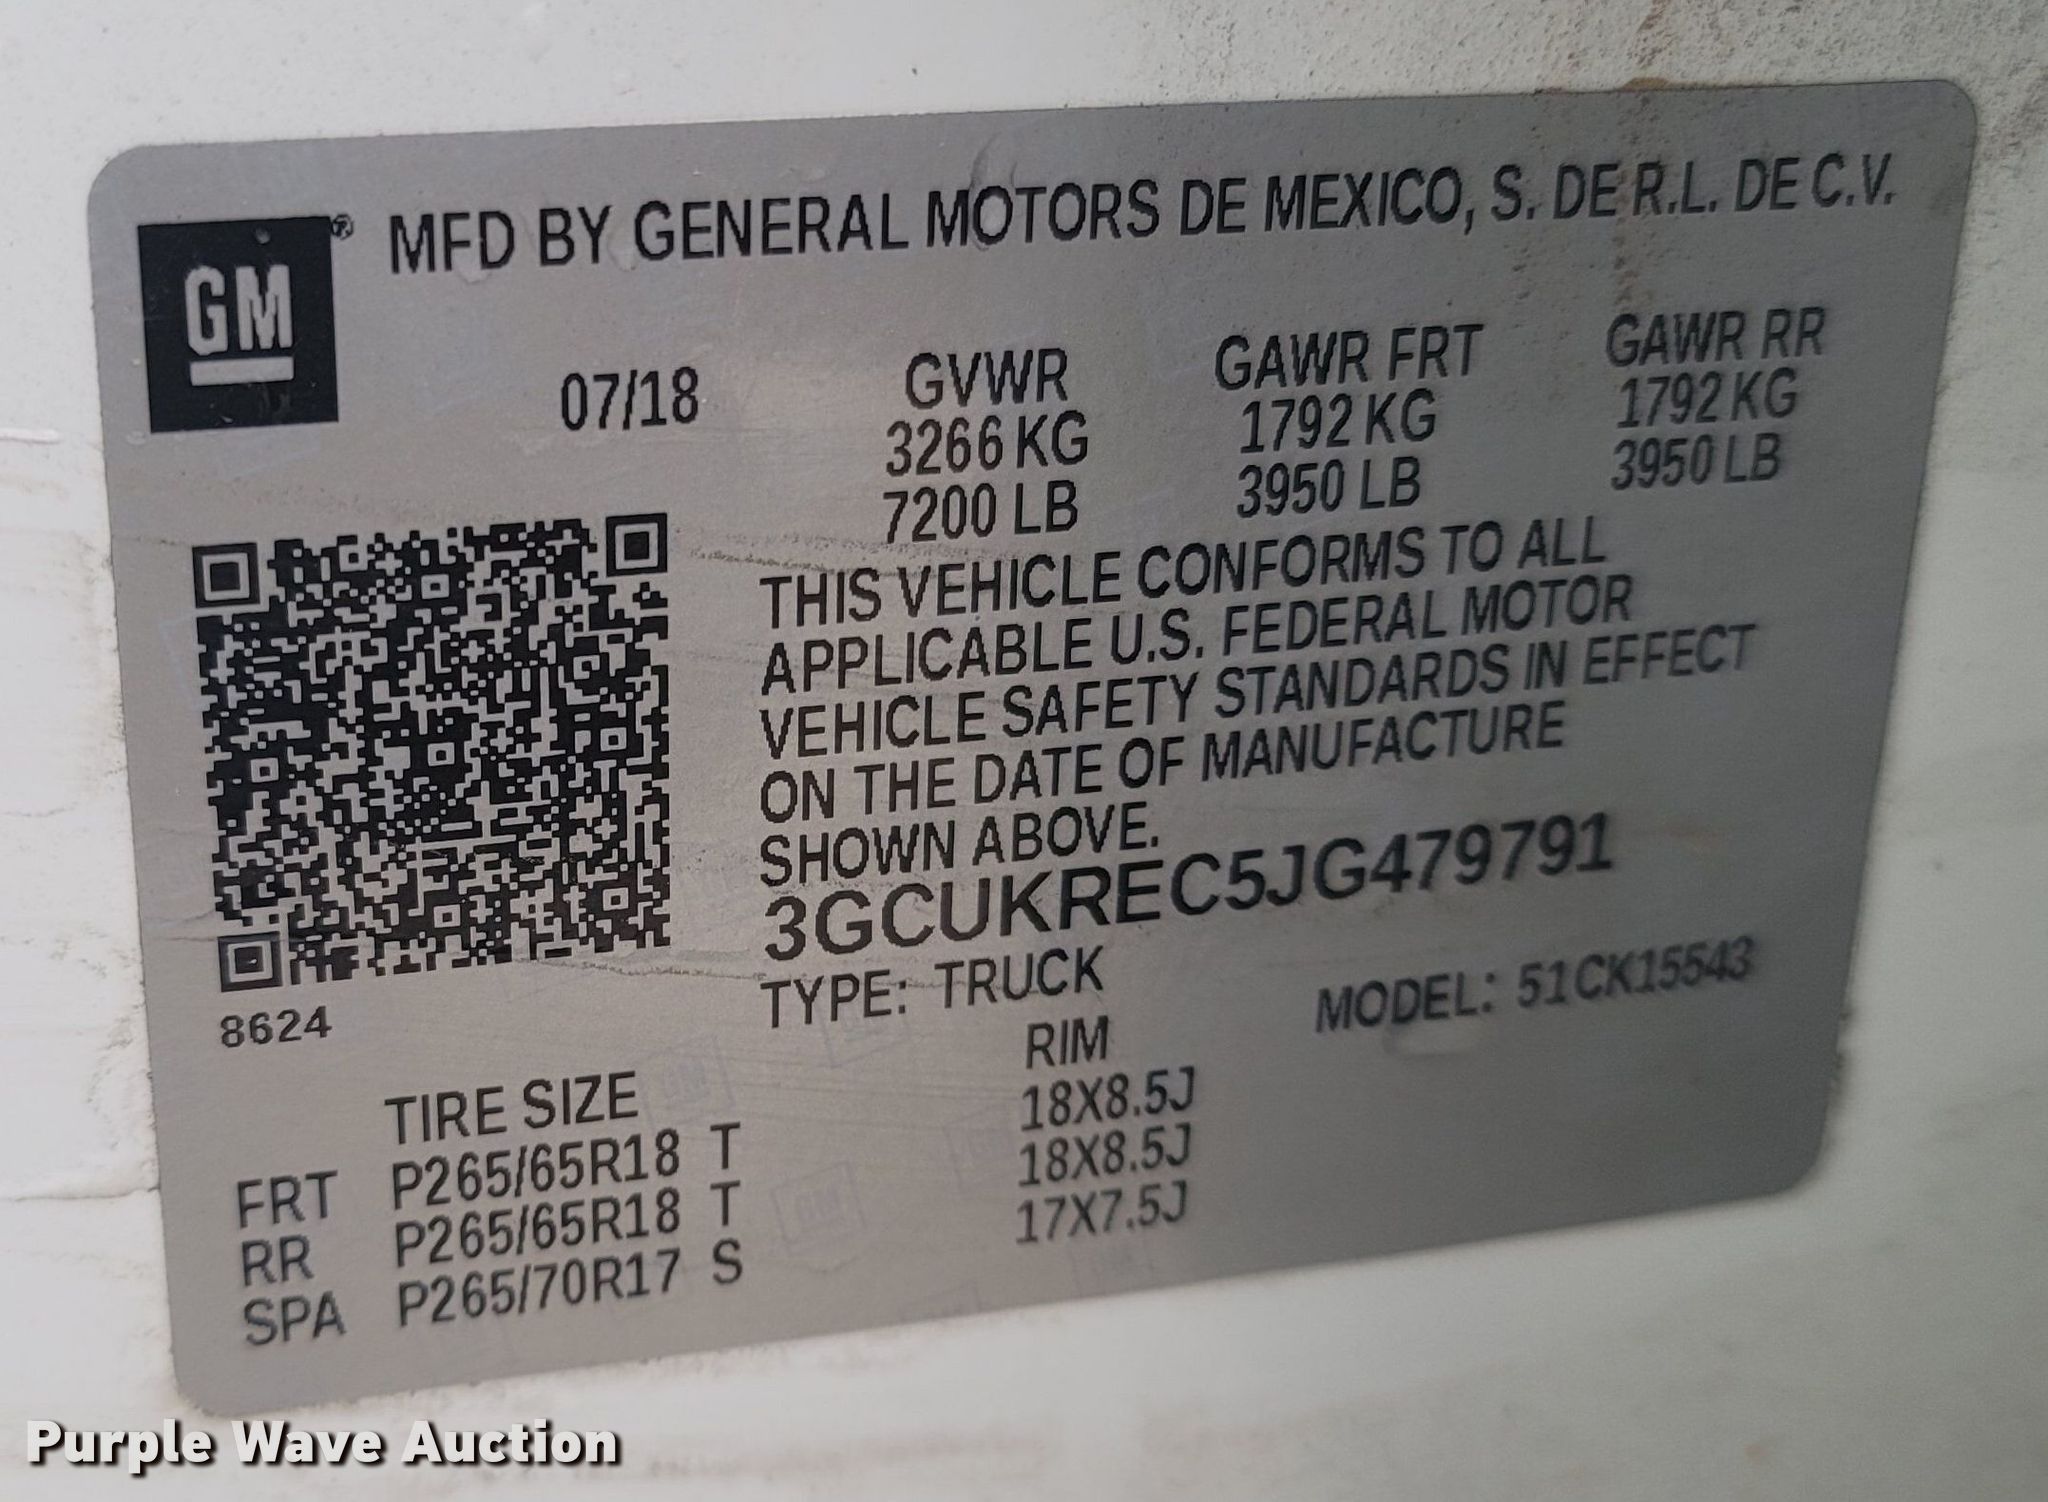 GM® MFD BY GENERAL MOTORS DE MEXICO, S. DE R.L. DE C.V.
07/18 GVWR GAWR FRT GAWR RR
3266 KG 1792 KG 1792 KG
7200 LB 3950 LB 3950 LB
THIS VEHICLE CONFORMS TO ALL
APPLICABLE U.S. FEDERAL MOTOR
VEHICLE SAFETY STANDARDS IN EFFECT
ON THE DATE OF MANUFACTURE
SHOWN ABOVE.
3GCUKREC5JG479791
TYPE: TRUCK MODEL: 51CK15543
8624
TIRE SIZE RIM
FRT P265/65R18 T 18X8.5J
RR P265/65R18 T 18X8.5J
SPA P265/70R17 S 17X7.5J
Purple Wave Auction